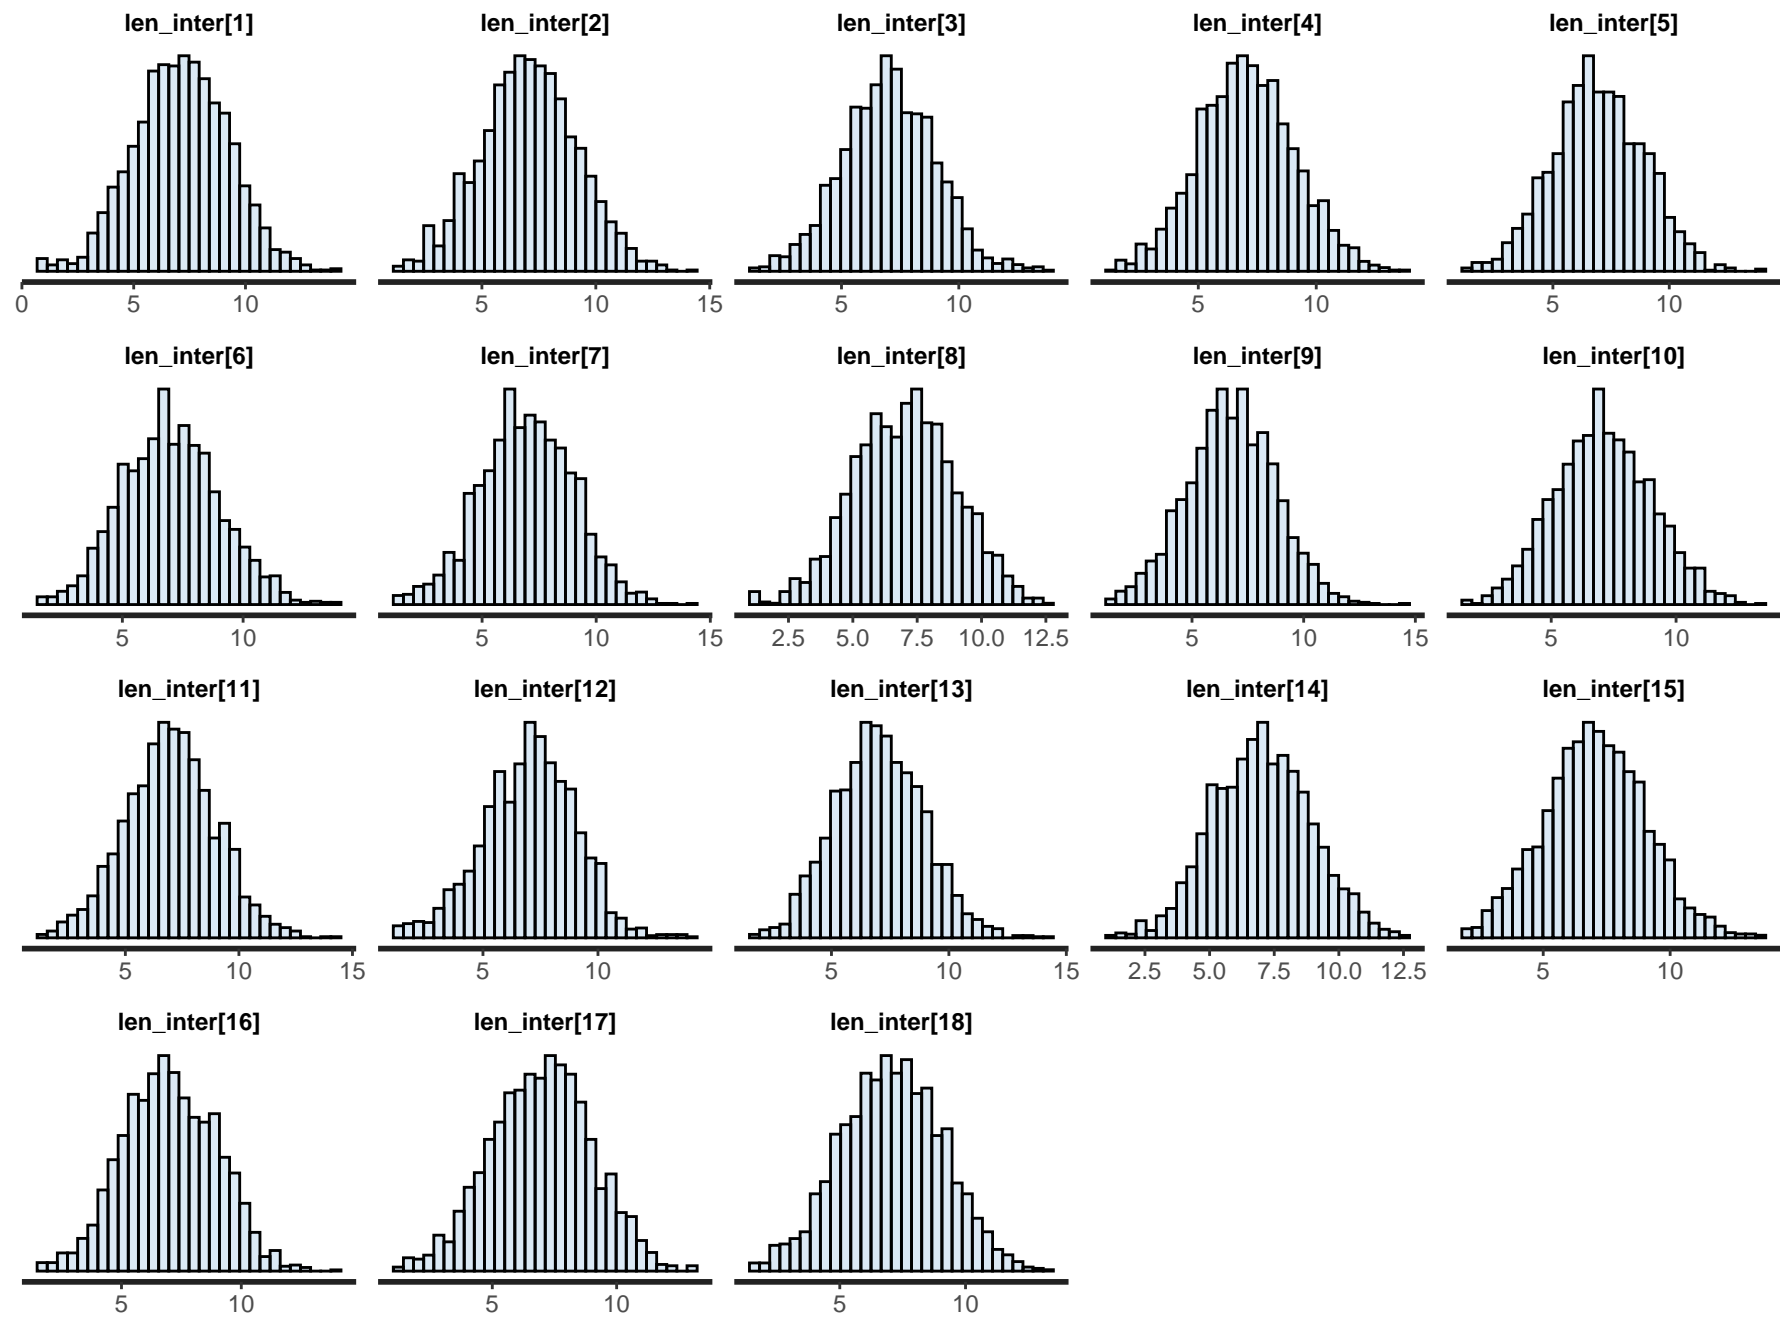 len_inter[1] len_inter[2] len_inter[3] len_inter[4] len_inter[5]
0 5 10 5 10 15 5 10 5 10 5 10
len_inter[6] len_inter[7] len_inter[8] len_inter[9] len_inter[10]
5 10 5 10 15 2.5 5.0 7.5 10.0 12.5 5 10 15 5 10
len_inter[11] len_inter[12] len_inter[13] len_inter[14] len_inter[15]
5 10 15 5 10 5 10 15 2.5 5.0 7.5 10.0 12.5 5 10
len_inter[16] len_inter[17] len_inter[18]
5 10 5 10 5 10